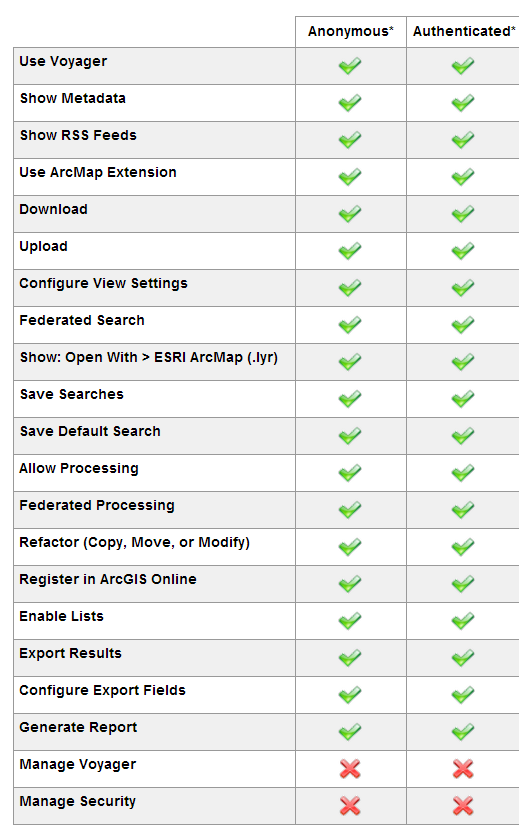 Anonymous* Authenticated*
Use Voyager
Show Metadata
Show RSS Feeds
Use ArcMap Extension
Download
Upload
Configure View Settings
Federated Search
Show: Open With > ESRI ArcMap (.lyr)
Save Searches
Save Default Search
Allow Processing
Federated Processing
Refactor (Copy, Move, or Modify)
Register in ArcGIS Online
Enable Lists
Export Results
Configure Export Fields
Generate Report
Manage Voyager
Manage Security